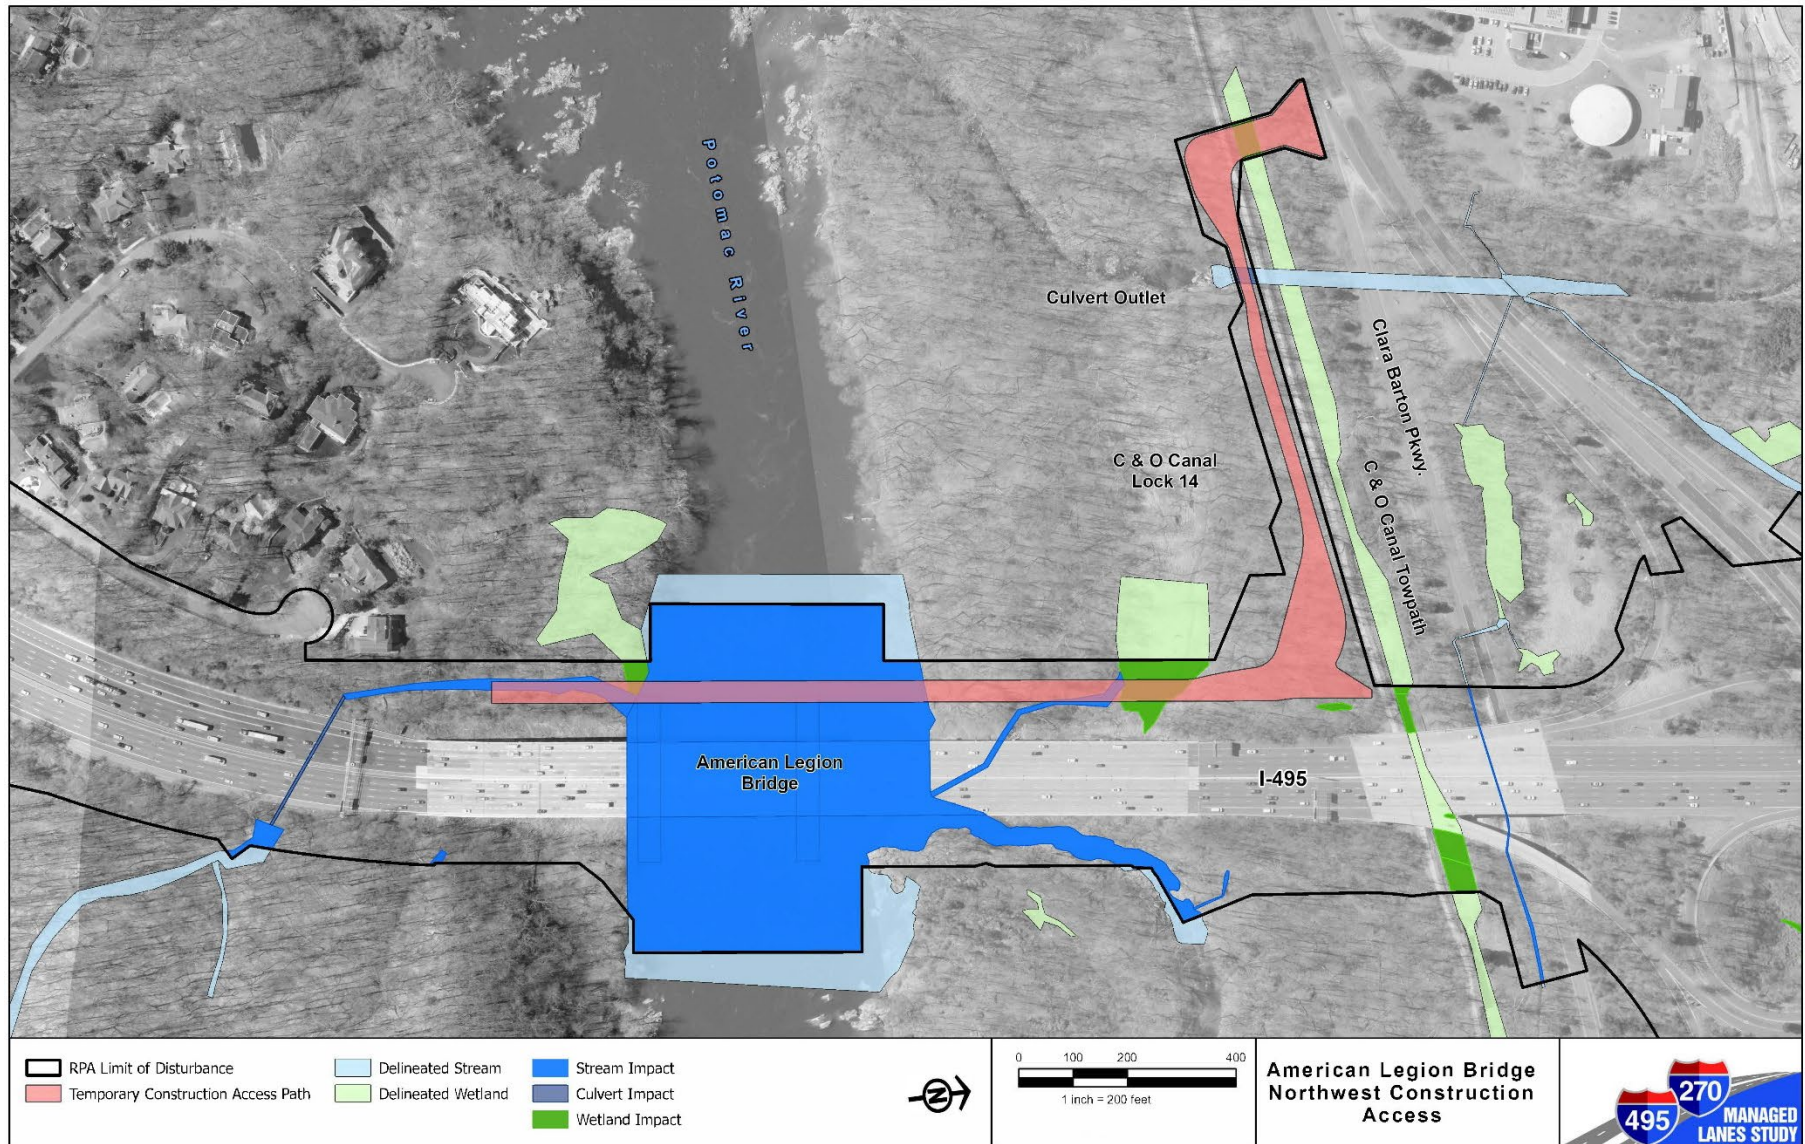 Potomac River
Culvert Outlet
Clara Barton Pkwy.
C & O Canal
Lock 14
C & O Canal Towpath
American Legion
Bridge
I-495
RPA Limit of Disturbance
Temporary Construction Access Path
Delineated Stream
Delineated Wetland
Stream Impact
Culvert Impact
Wetland Impact
N
0 100 200 400
1 inch = 200 feet
American Legion Bridge
Northwest Construction
Access
495 270
MANAGED
LANES STUDY